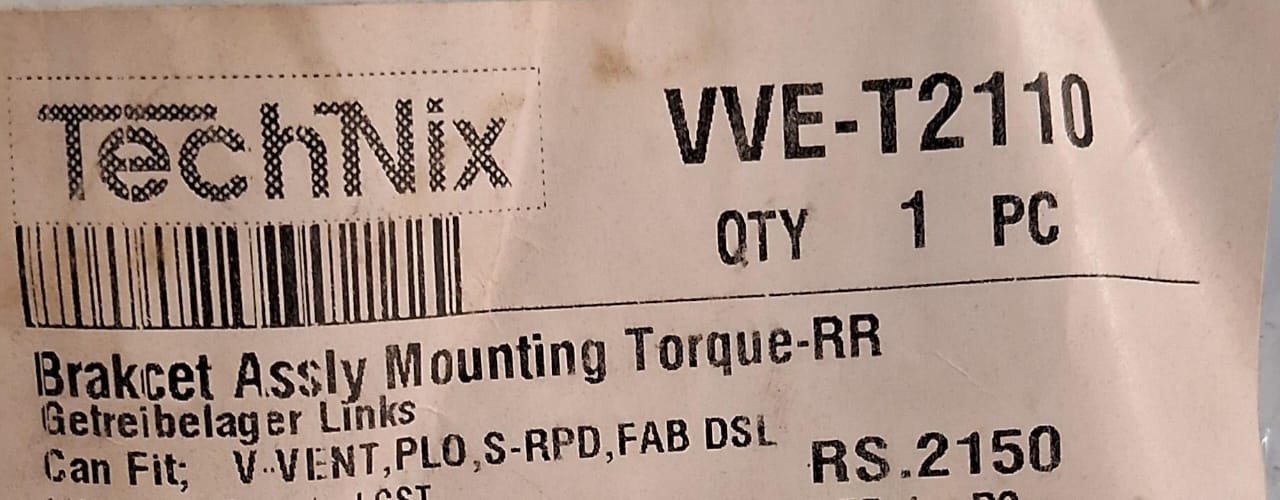 TechNix
VVE-T2110
QTY 1 PC
Brakcet Assly Mounting Torque-RR
Getreibelager Links
Can Fit; V-VENT,PLO,S-RPD,FAB DSL
RS.2150